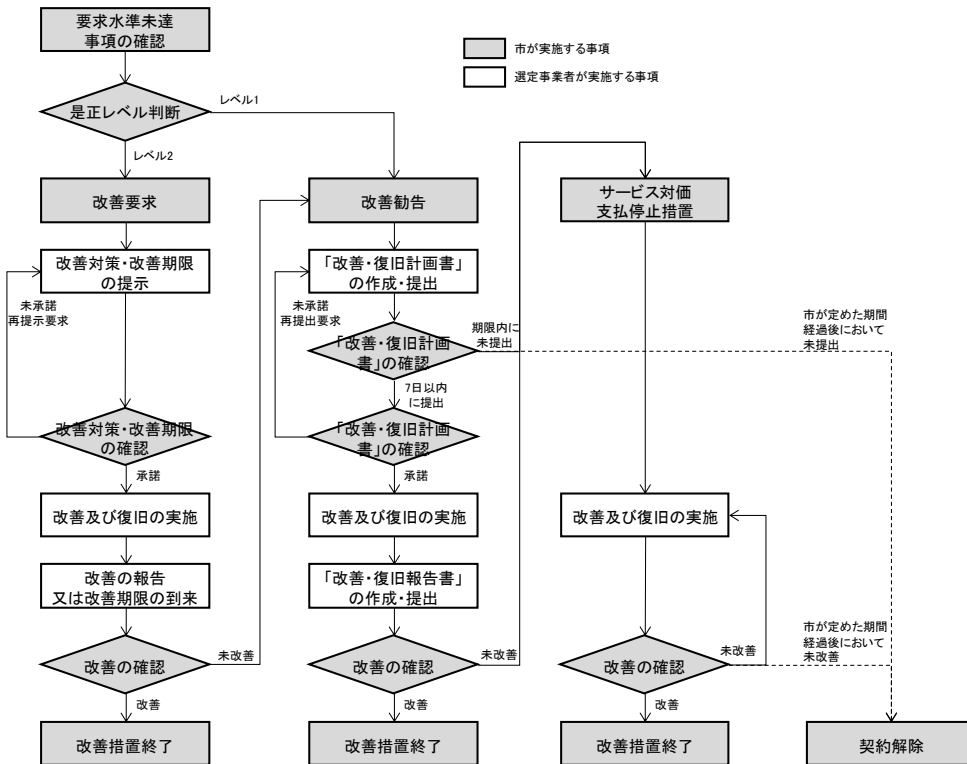 要求水準未達
事項の確認
市が実施する事項
選定事業者が実施する事項
是正レベル判断
レベル1
レベル2
改善要求
改善勧告
サービス対価
支払停止措置
改善対策・改善期限
の提示
「改善・復旧計画書」
の作成・提出
未承諾
再提示要求
未承諾
再提出要求
期限内に
未提出
市が定めた期間
経過後において
未提出
「改善・復旧計画
書」の確認
7日以内
に提出
改善対策・改善期限
の確認
「改善・復旧計画
書」の確認
承諾
承諾
改善及び復旧の実施
改善及び復旧の実施
改善及び復旧の実施
改善の報告
又は改善期限の到来
「改善・復旧報告書」
の作成・提出
市が定めた期間
経過後において
未改善
改善の確認
未改善
改善の確認
未改善
改善の確認
未改善
改善
改善
改善
改善措置終了
改善措置終了
改善措置終了
契約解除